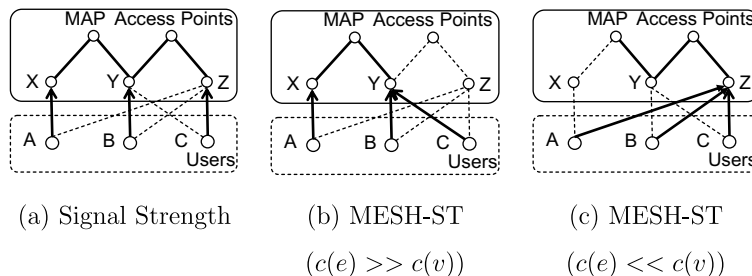 MAP Access Points MAP Access Points MAP Access Points
X Y Z X Y Z X Y Z
A B C A B C A B C
Users Users Users
(a) Signal Strength (b) MESH-ST (c) MESH-ST
(c(e) >> c(v)) (c(e) << c(v))